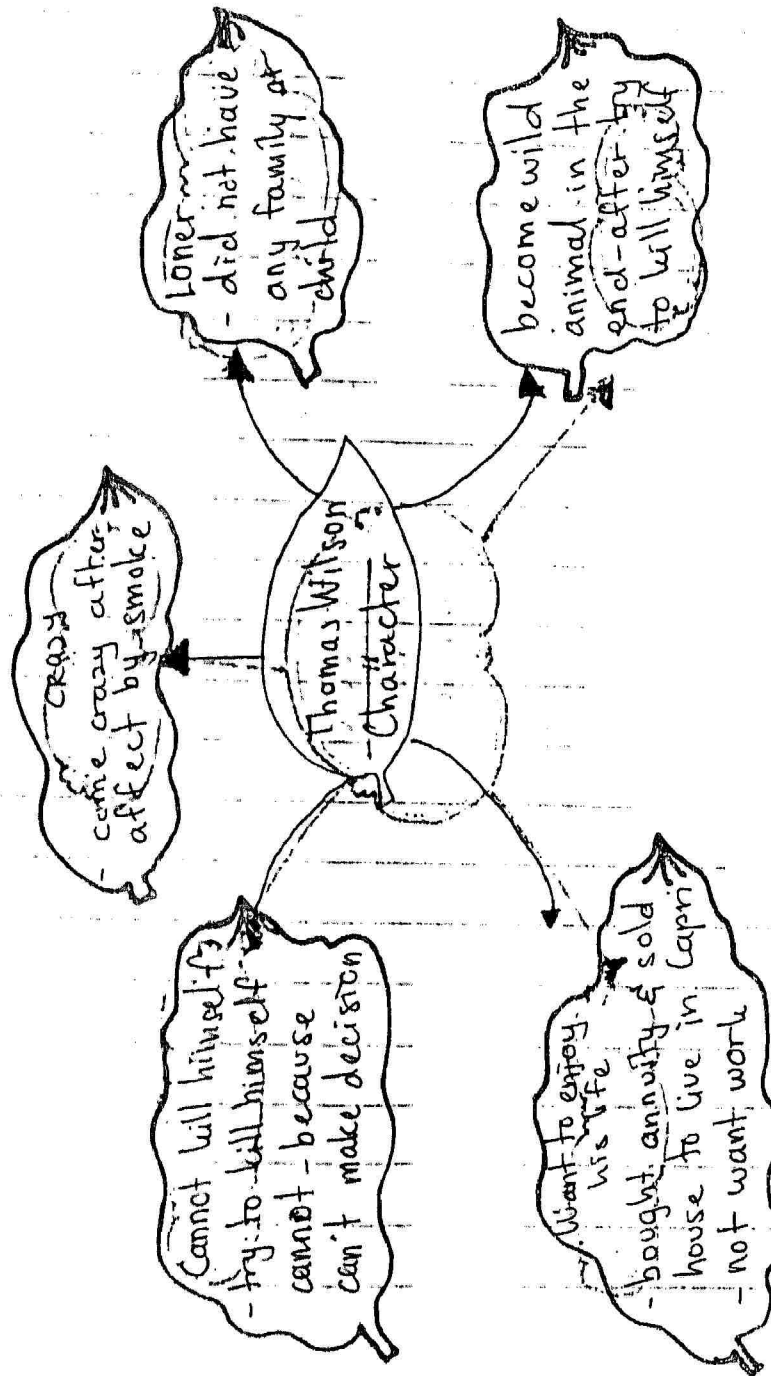 Thomas Wilson
- Character
Cannot kill himself
- try to kill himself
cannot - because
can't make decision
crazy
- come crazy after
affect by smoke
Loner
- did not have
any family or
child
Want to enjoy
his life
- bought annuity & sold
house to live in Capri
- not want work
become wild
animal in the
end - after try
to kill himself